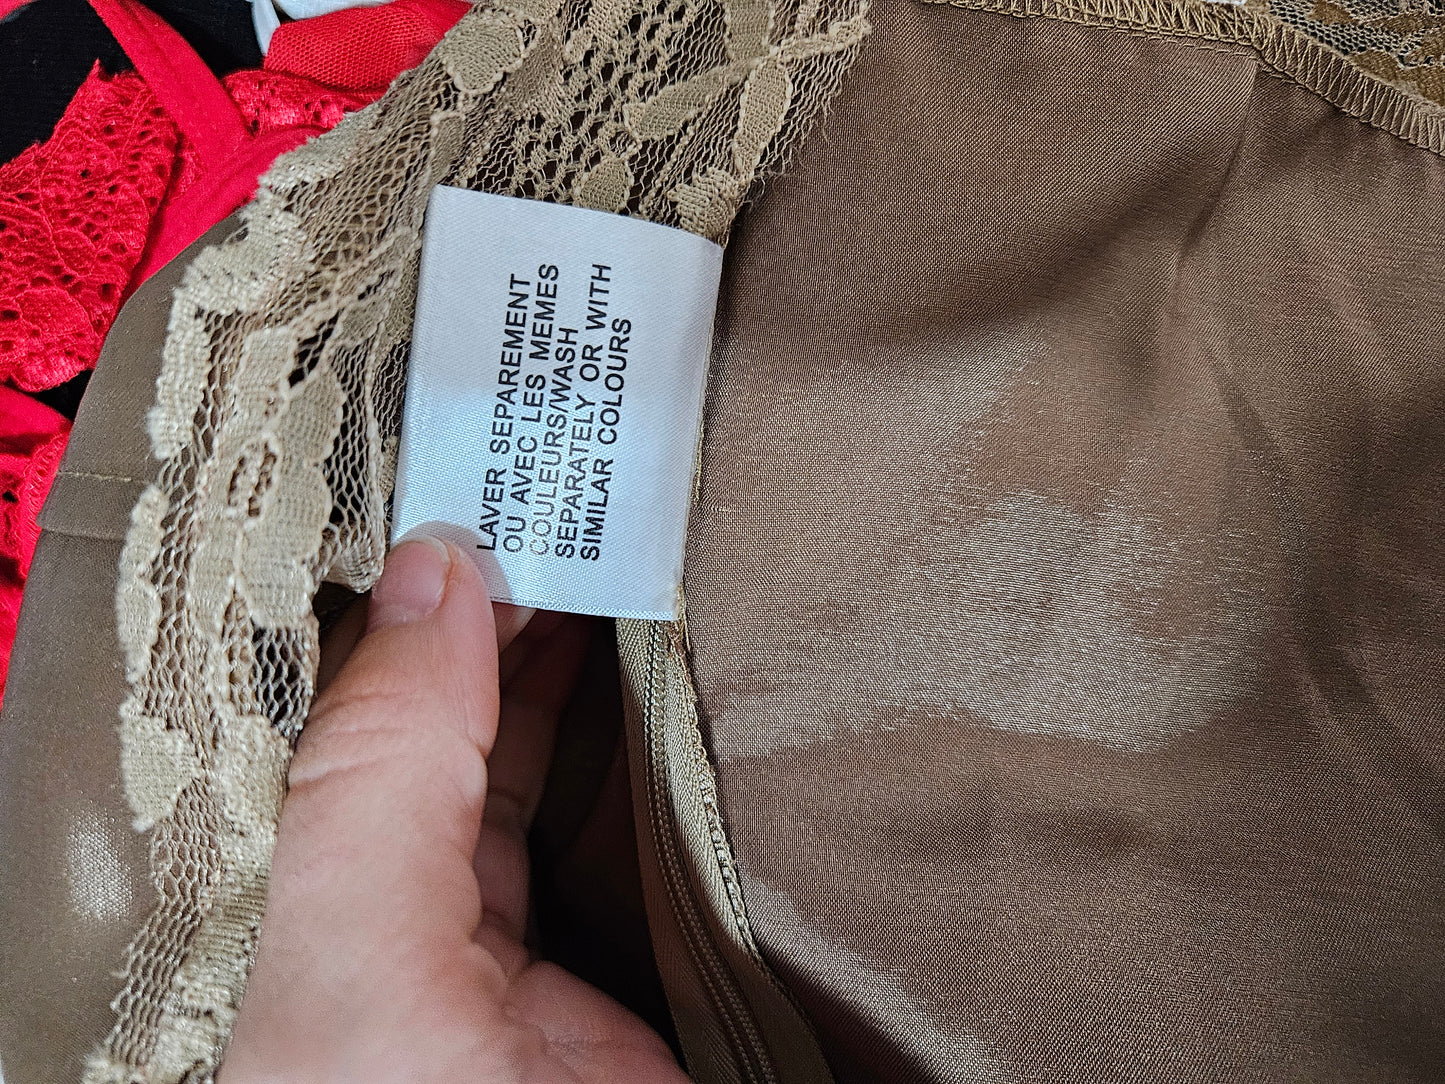 LAVER SEPAREMENT
OU AVEC LES MEMES
COULEURS/WASH
SEPARATELY OR WITH
SIMILAR COLOURS